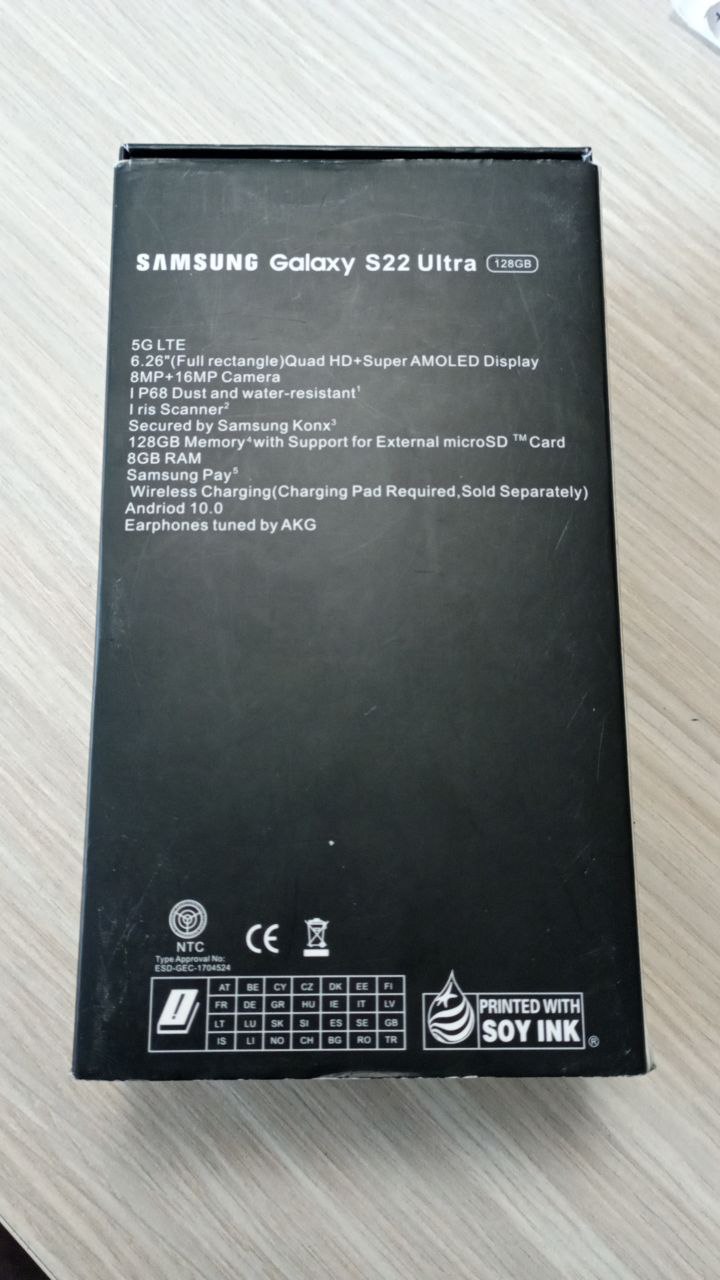 SAMSUNG Galaxy S22 Ultra 128GB
5G LTE
6.26"(Full rectangle)Quad HD+Super AMOLED Display
8MP+16MP Camera
I P68 Dust and water-resistant¹
I ris Scanner²
Secured by Samsung Konx³
128GB Memory⁴with Support for External microSD ™ Card
8GB RAM
Samsung Pay⁵
Wireless Charging(Charging Pad Required,Sold Separately)
Andriod 10.0
Earphones tuned by AKG
NTC
Type Approval No:
ESD-GEC-1704524
CE
AT BE CY CZ DK EE FI
FR DE GR HU IE IT LV
LT LU SK SI ES SE GB
IS LI NO CH BG RO TR
PRINTED WITH
SOY INK ®